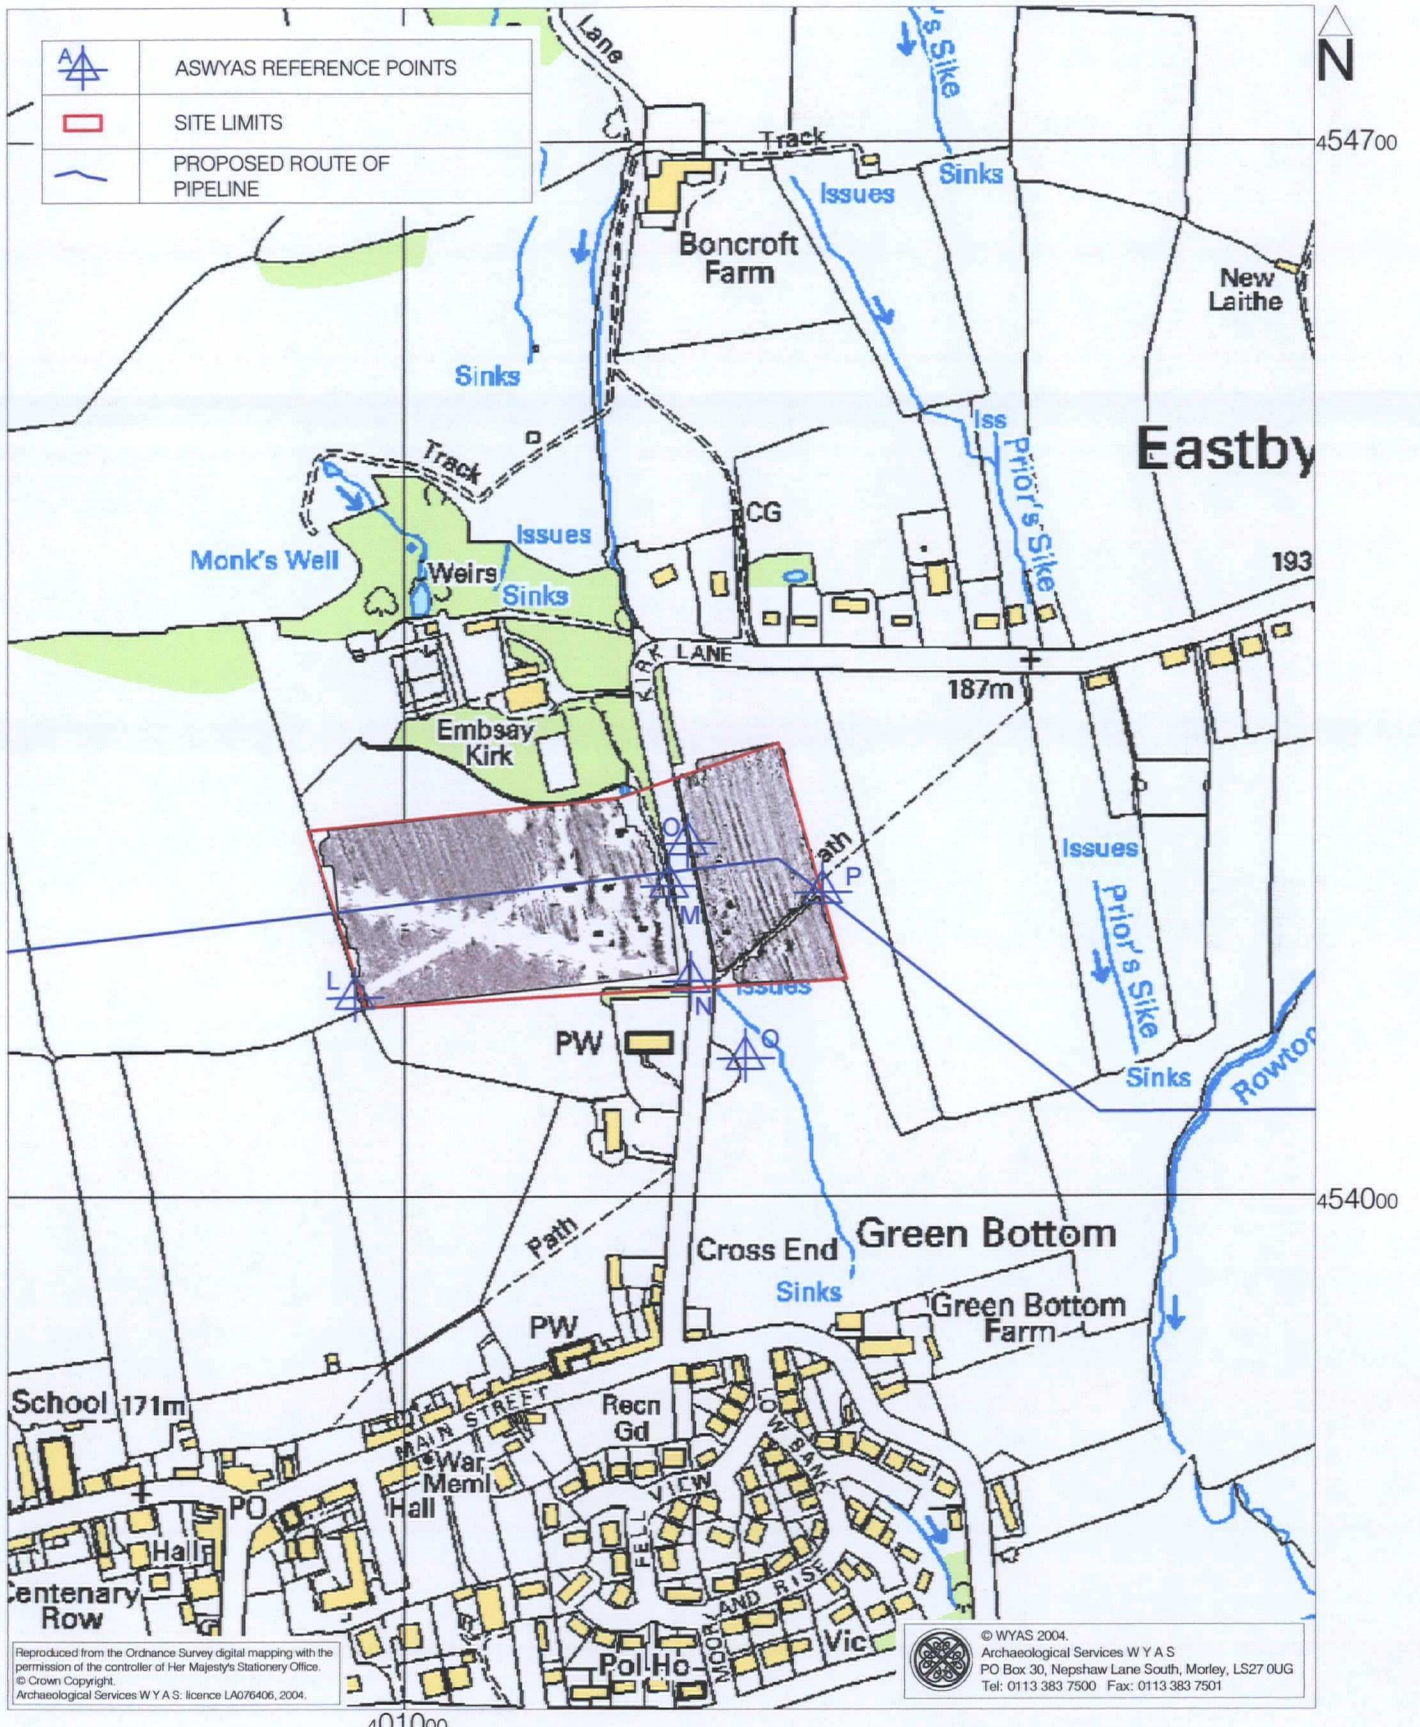 Lane
's Sike
N
A
ASWYAS REFERENCE POINTS
SITE LIMITS
PROPOSED ROUTE OF
PIPELINE
Track
454700
Issues
Sinks
Boncroft
Farm
New
Laithe
Sinks
Iss
Eastby
Track
Prior's Sike
CG
Issues
Monk's Well
Weirs
Sinks
193
KIRK LANE
187m
Embsay
Kirk
O
ath
P
Issues
M
Prior's Sike
L
Issues
N
PW
Q
Sinks
Rowtop
454000
Path
Cross End
Green Bottom
Sinks
Green Bottom
Farm
PW
School
171m
MAIN STREET
Recn
Gd
LOW BANK
War
Meml
Hall
VIEW
PO
FELL
Hall
Centenary
Row
MOOR LAND RISE
Vic
Pol Ho
Reproduced from the Ordnance Survey digital mapping with the
permission of the controller of Her Majesty's Stationery Office.
© Crown Copyright.
Archaeological Services W Y A S: licence LA076406, 2004.
© WYAS 2004.
Archaeological Services W Y A S
PO Box 30, Nepshaw Lane South, Morley, LS27 0UG
Tel: 0113 383 7500 Fax: 0113 383 7501
401000